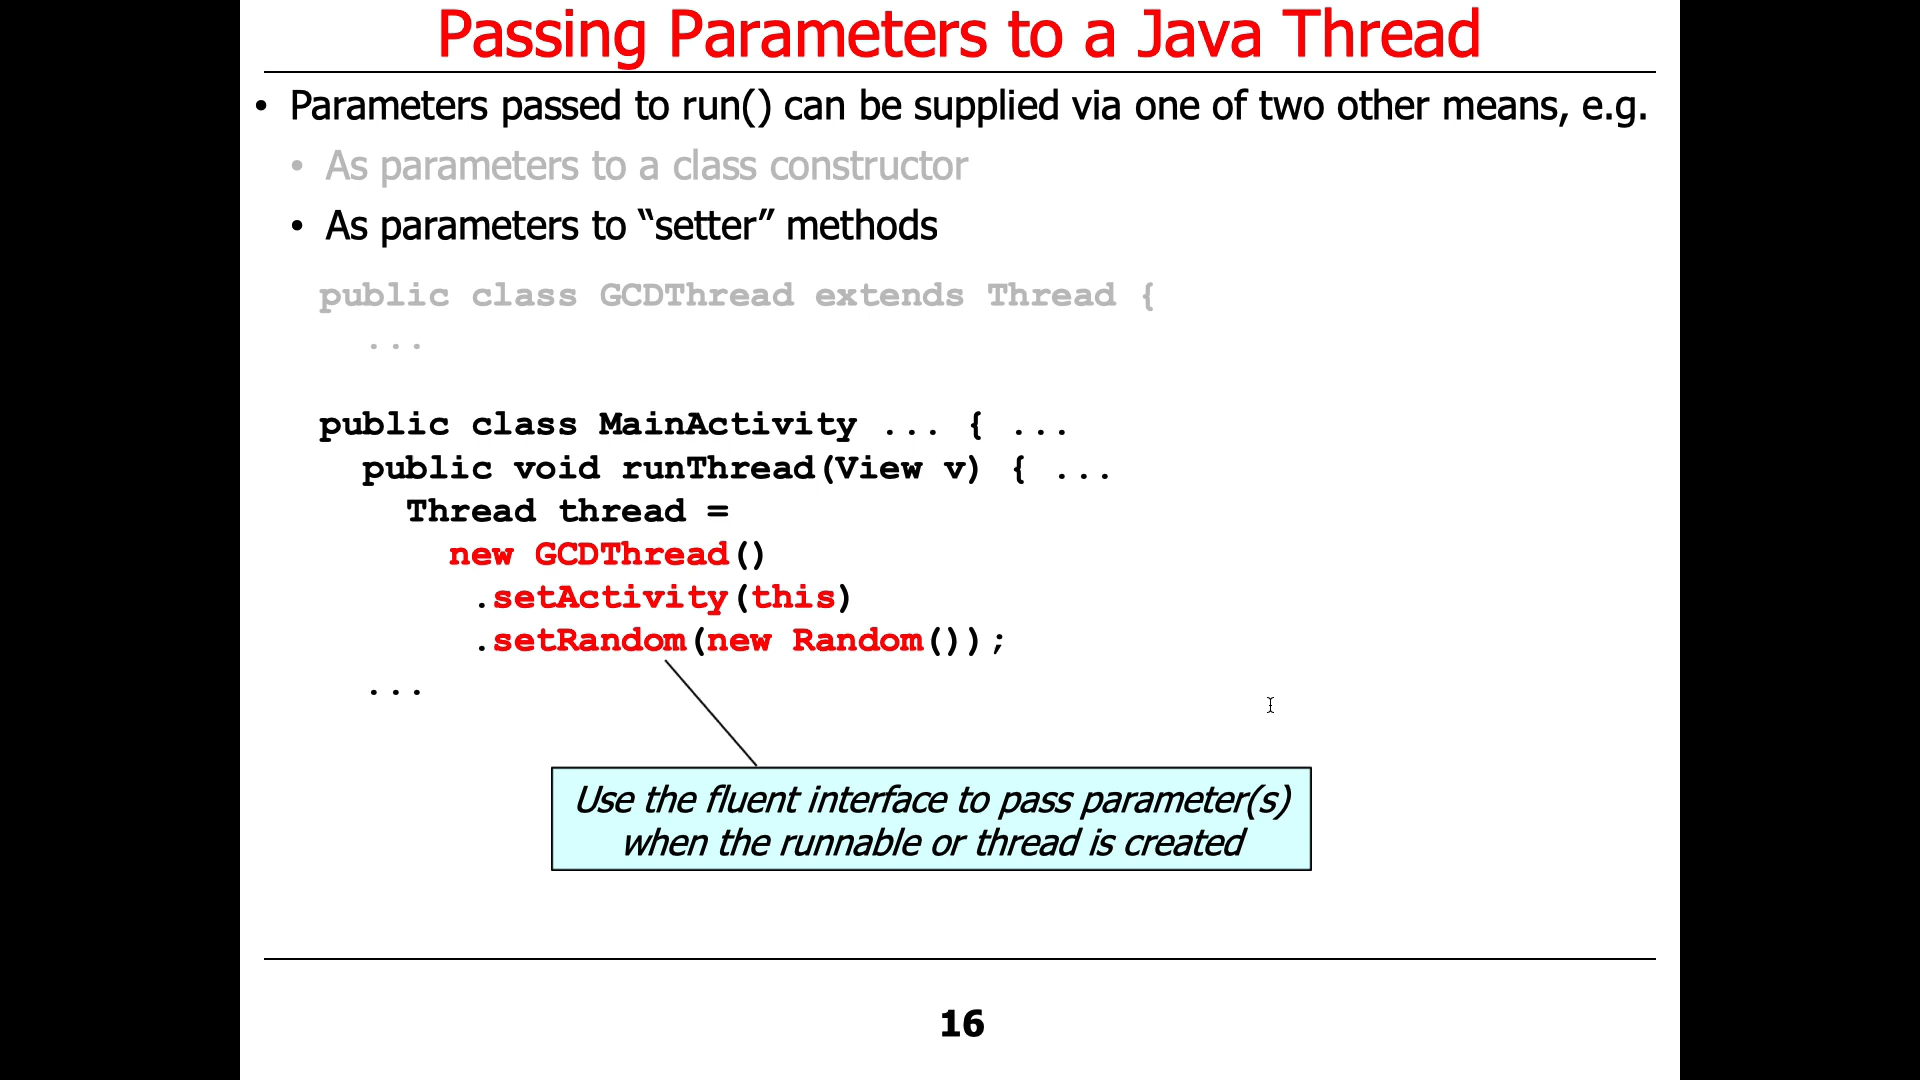 Passing Parameters to a Java Thread
• Parameters passed to run() can be supplied via one of two other means, e.g.
• As parameters to a class constructor
• As parameters to “setter” methods
public class GCDThread extends Thread {
...
public class MainActivity ... { ...
public void runThread(View v) { ...
Thread thread =
new GCDThread()
.setActivity(this)
.setRandom(new Random());
...
Use the fluent interface to pass parameter(s)
when the runnable or thread is created
16